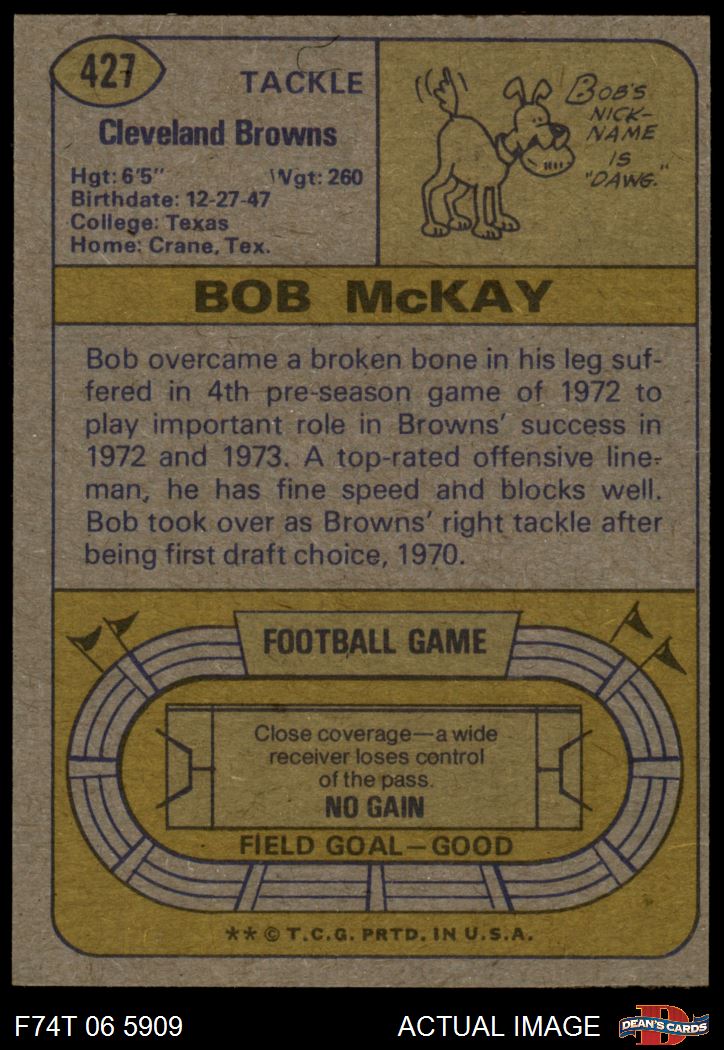 427
TACKLE
Cleveland Browns
Hgt: 6'5" Wgt: 260
Birthdate: 12-27-47
College: Texas
Home: Crane, Tex.
BOB'S
NICK-
NAME
IS
"DAWG."
BOB McKAY
Bob overcame a broken bone in his leg suf-
fered in 4th pre-season game of 1972 to
play important role in Browns' success in
1972 and 1973. A top-rated offensive line-
man, he has fine speed and blocks well.
Bob took over as Browns' right tackle after
being first draft choice, 1970.
FOOTBALL GAME
Close coverage—a wide
receiver loses control
of the pass.
NO GAIN
FIELD GOAL—GOOD
** © T.C.G. PRTD. IN U.S.A.
F74T 06 5909 ACTUAL IMAGE
D
DEAN'S CARDS